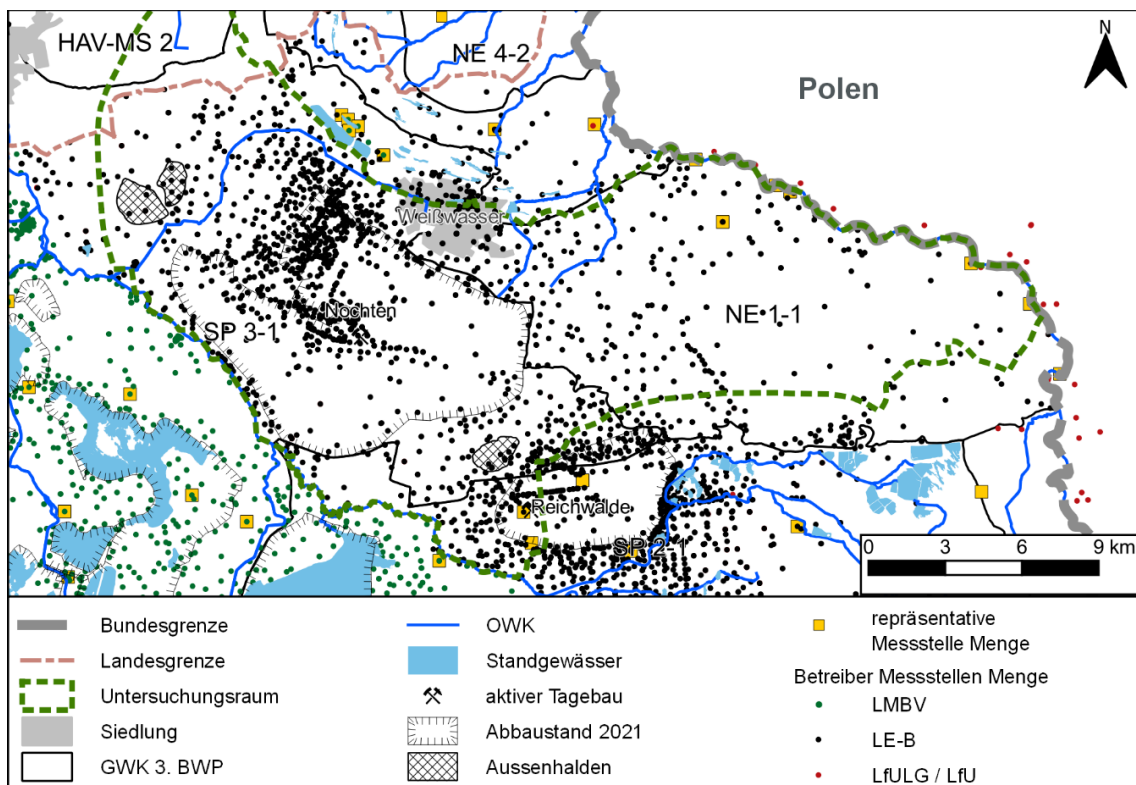 HAV-MS 2
NE 4-2
N
Polen
Weißwasser
Nochten
SP 3-1
NE 1-1
Reichwalde
SP 2-1
0 3 6 9 km
Bundesgrenze
Landesgrenze
Untersuchungsraum
Siedlung
GWK 3. BWP
OWK
Standgewässer
aktiver Tagebau
Abbaustand 2021
Aussenhalden
repräsentative
Messstelle Menge
Betreiber Messstellen Menge
LMBV
LE-B
LfULG / LfU